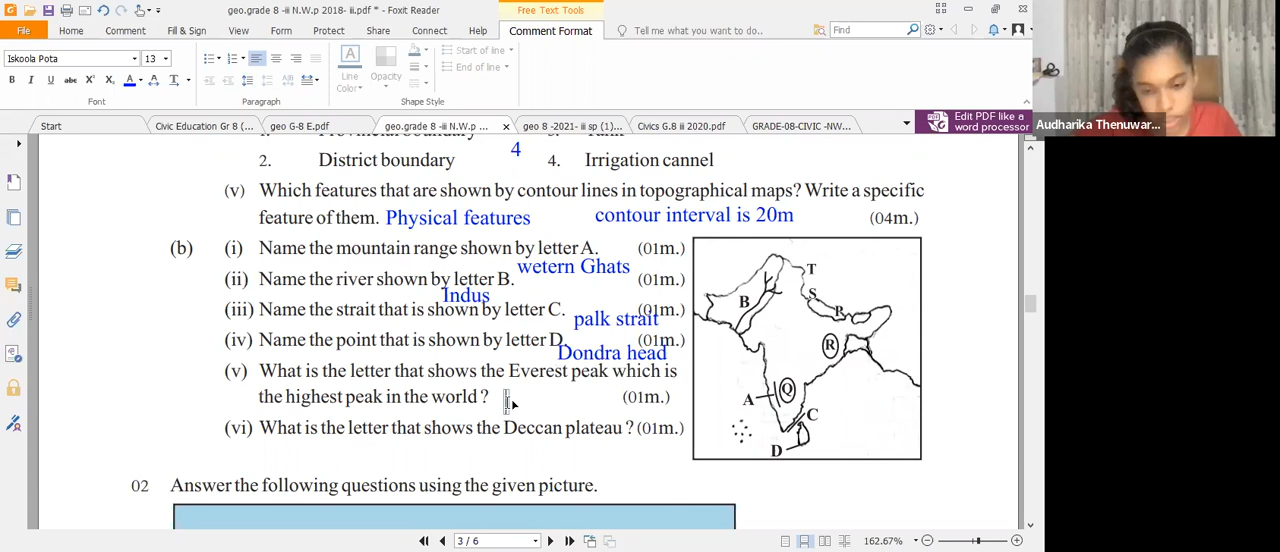 geo.grade 8 -ii N.W.p 2018- ii.pdf * - Foxit Reader
Free Text Tools
File Home Comment View Form Protect Share Connect Help Comment Format Tell me what you want to do... Find
Fill & Sign
Iskoola Pota 13
Line Color Opacity
Start of line
End of line
Font Paragraph Shape Style
Start Civic Education Gr 8 (... geo G-8 E.pdf geo.grade 8 -ii N.W.p ... geo 8 -2021- ii sp (1)... Civics G.8 ii 2020.pdf GRADE-08-CIVIC -NW...
Edit PDF like a word processor
Audharika Thenuwar...
2. District boundary 4 4. Irrigation cannel
(v) Which features that are shown by contour lines in topographical maps? Write a specific
feature of them. Physical features contour interval is 20m (04m.)
(b) (i) Name the mountain range shown by letter A. (01m.)
wetern Ghats
(ii) Name the river shown by letter B. (01m.)
Indus
(iii) Name the strait that is shown by letter C. (01m.)
palk strait
(iv) Name the point that is shown by letter D. (01m.)
Dondra head
(v) What is the letter that shows the Everest peak which is
the highest peak in the world ? (01m.)
(vi) What is the letter that shows the Deccan plateau ? (01m.)
T
S
B
P
R
Q
A
C
D
02 Answer the following questions using the given picture.
3 / 6 162.67%